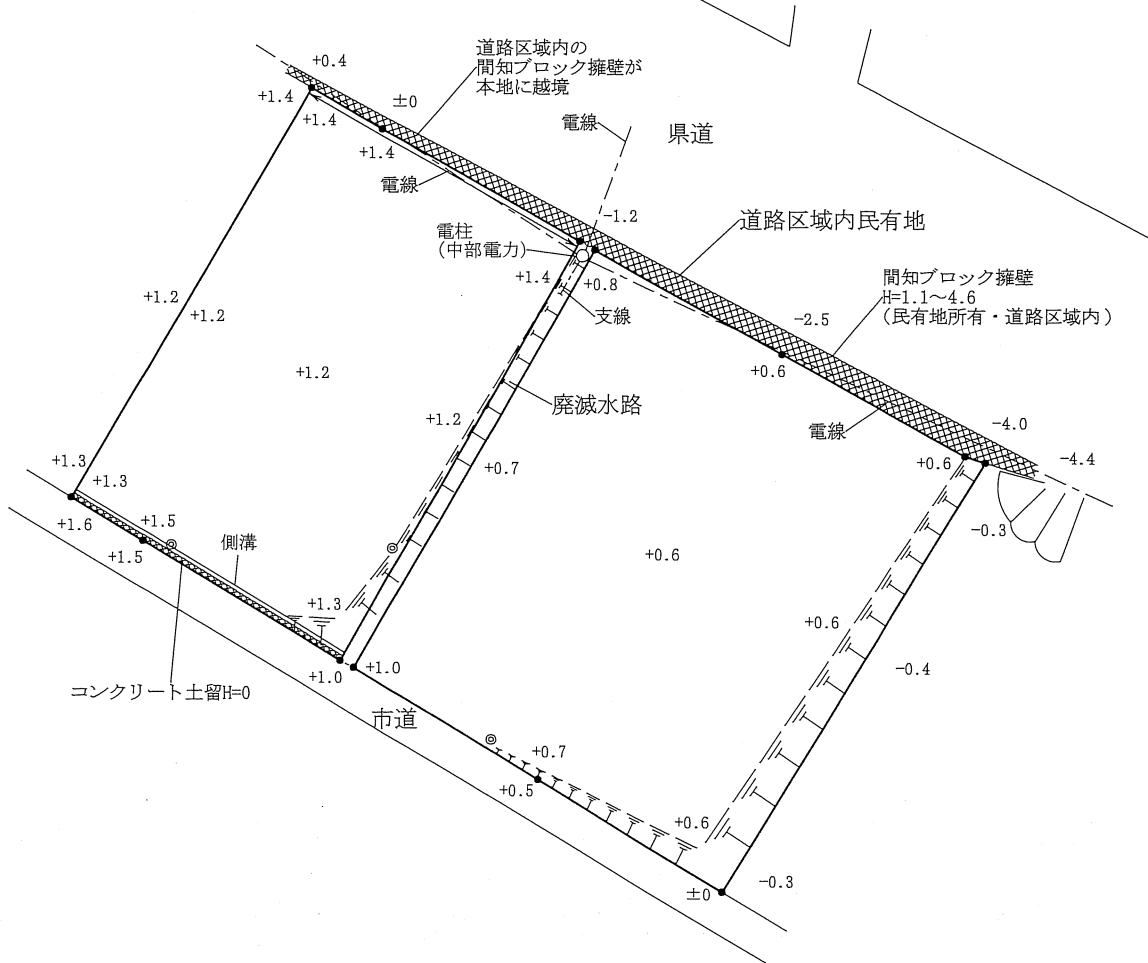 道路区域内の
間知ブロック擁壁が
本地に越境
+0.4
+1.4
+1.4
±0
+1.4
電線
電線
県道
-1.2
道路区域内民有地
電柱
(中部電力)
+1.4
+0.8
支線
間知ブロック擁壁
H=1.1～4.6
(民有地所有・道路区域内)
-2.5
+0.6
+1.2
+1.2
+1.2
+1.2
廃滅水路
電線
-4.0
-4.4
+0.6
+0.7
+1.3
+1.3
+1.6
+1.5
+1.5
側溝
-0.3
+0.6
+1.3
+0.6
-0.4
+1.0
+1.0
コンクリート土留H=0
市道
+0.7
+0.5
+0.6
±0
-0.3